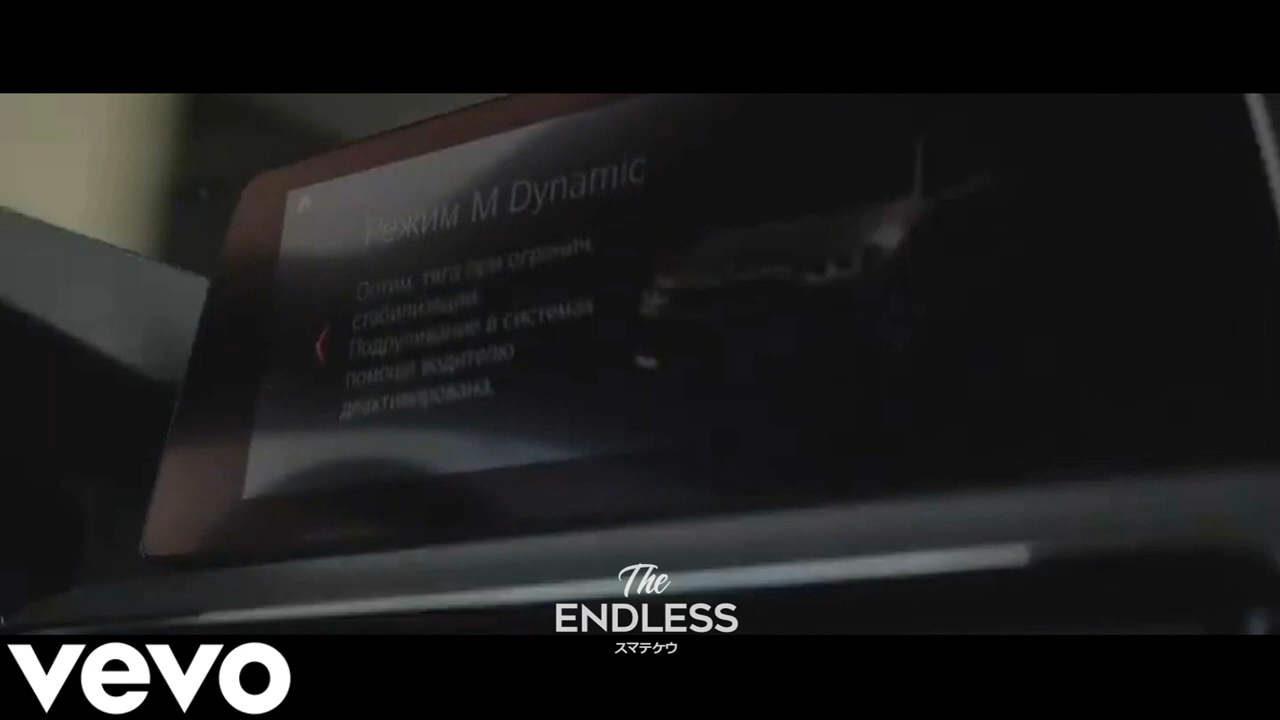 Режим M Dynamic
Оптим. тяга при огранич.
стабилизации.
Подруливание в системах
помощи водителю
деактивирована.
The
ENDLESS
スマテケウ
vevo